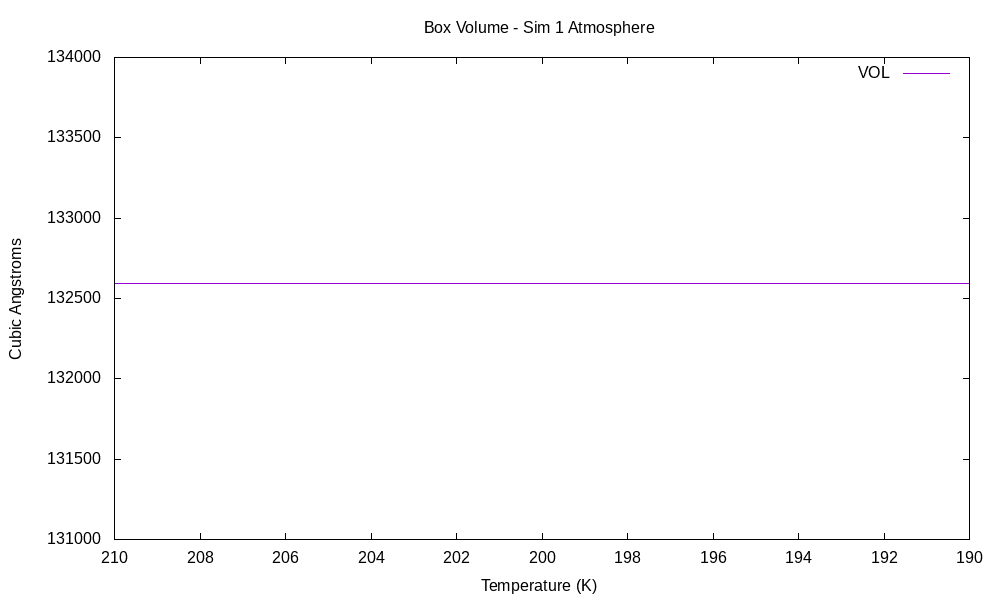 Box Volume - Sim 1 Atmosphere
134000
VOL
133500
133000
132500
132000
131500
131000
Cubic Angstroms
210 208 206 204 202 200 198 196 194 192 190
Temperature (K)